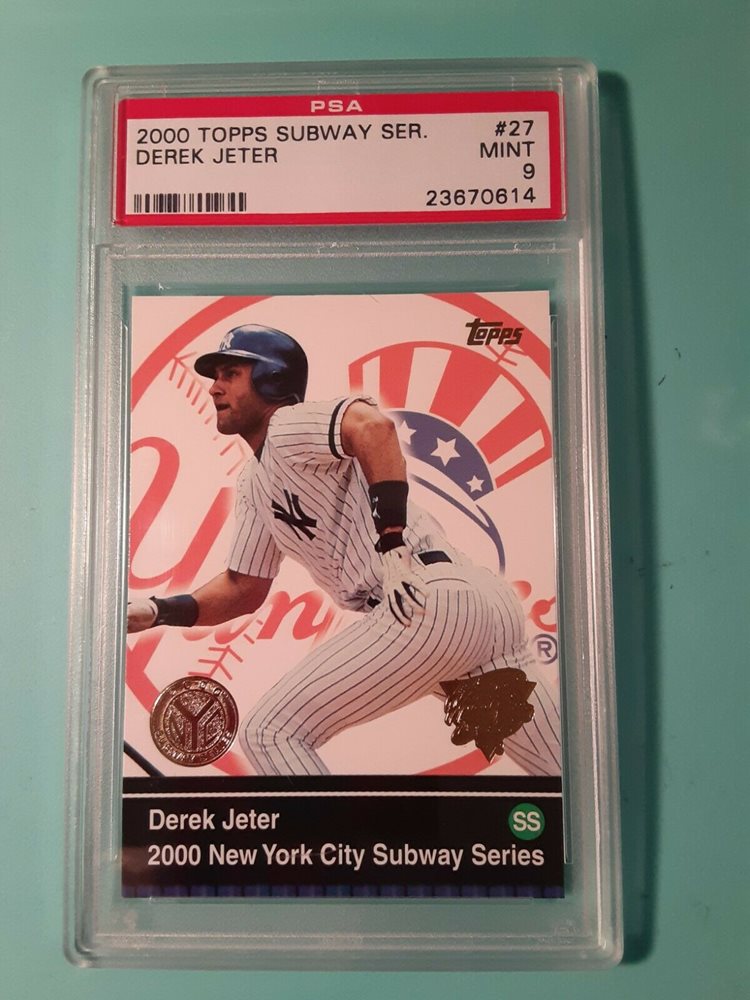 PSA
2000 TOPPS SUBWAY SER. #27
DEREK JETER MINT
9
23670614
topps
Yankees
®
Derek Jeter SS
2000 New York City Subway Series